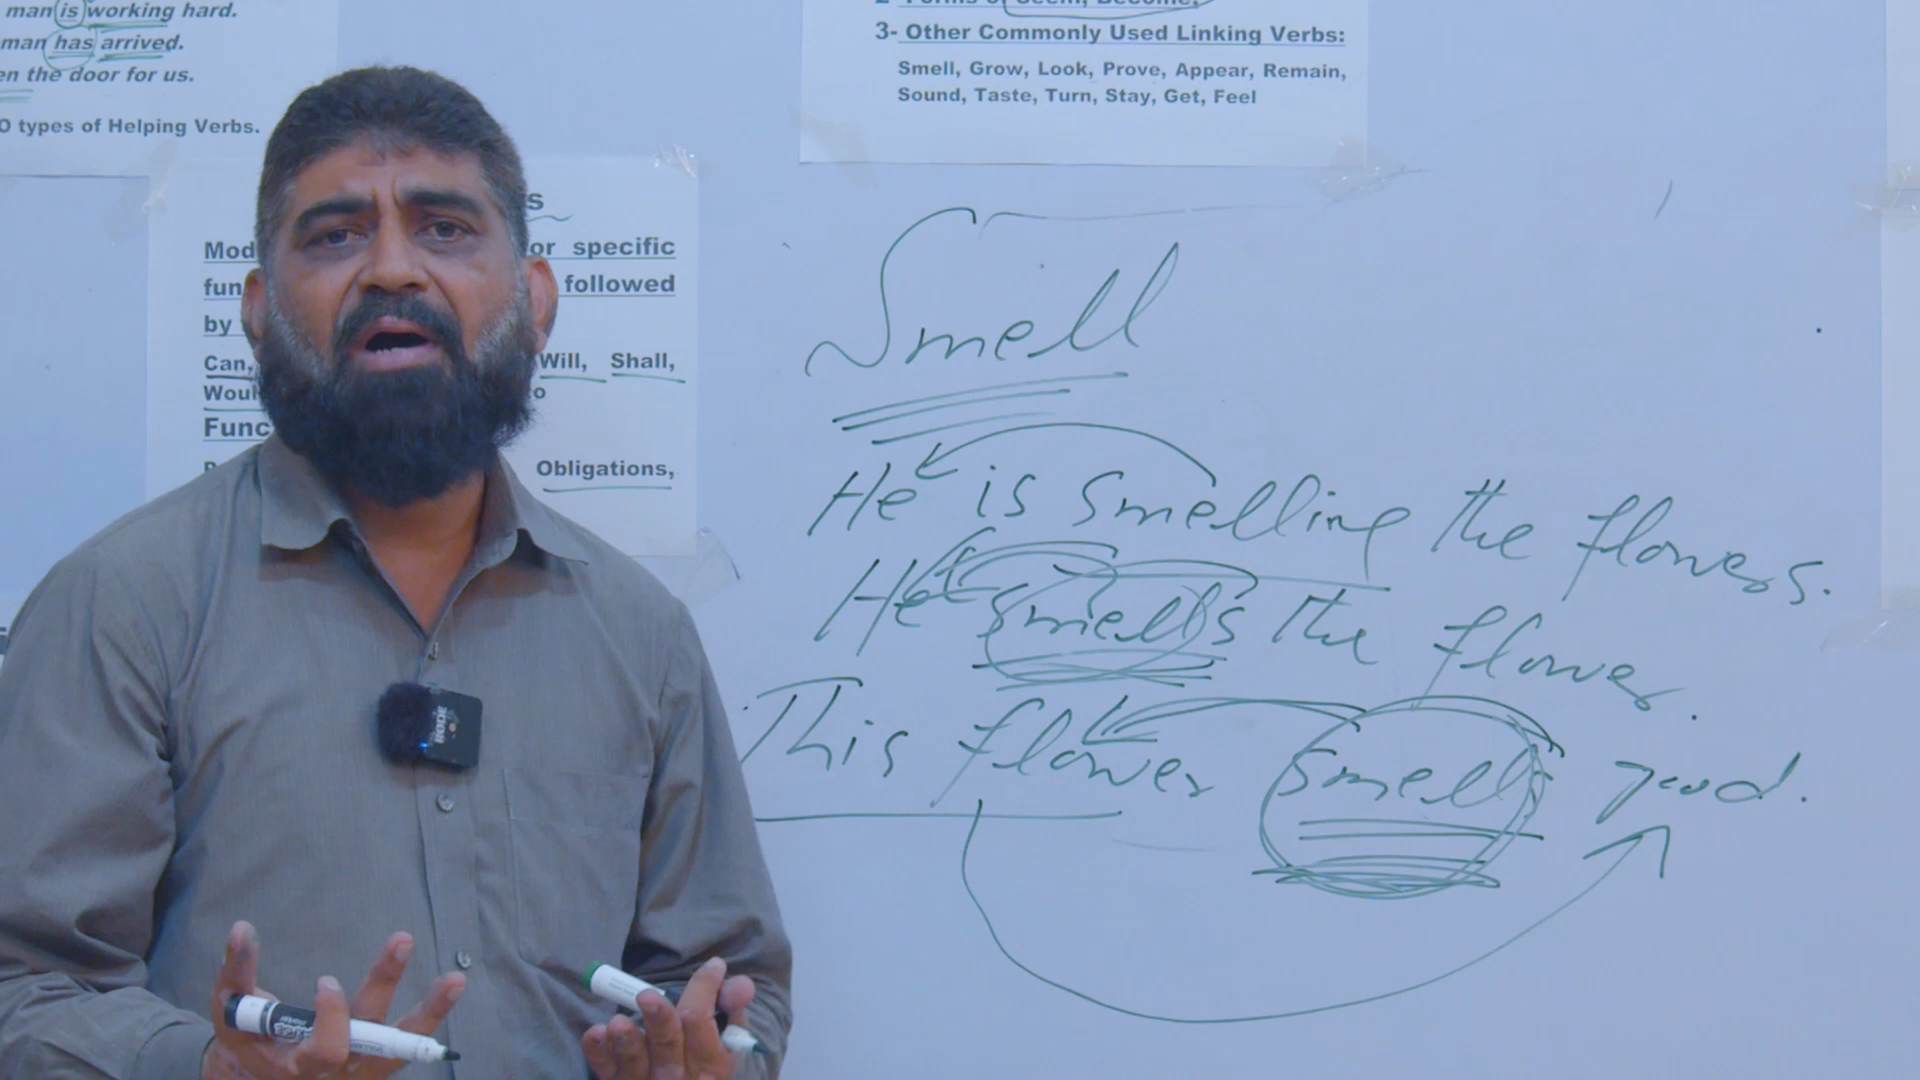 man is working hard.
man has arrived.
en the door for us.
O types of Helping Verbs.
s
Mod or specific
fun followed
by
Can, Will, Shall,
Woul o
Func
Obligations,
3- Other Commonly Used Linking Verbs:
Smell, Grow, Look, Prove, Appear, Remain,
Sound, Taste, Turn, Stay, Get, Feel
Smell
He is smelling the flowers.
He smells the flower.
This flower smells good.
RODE